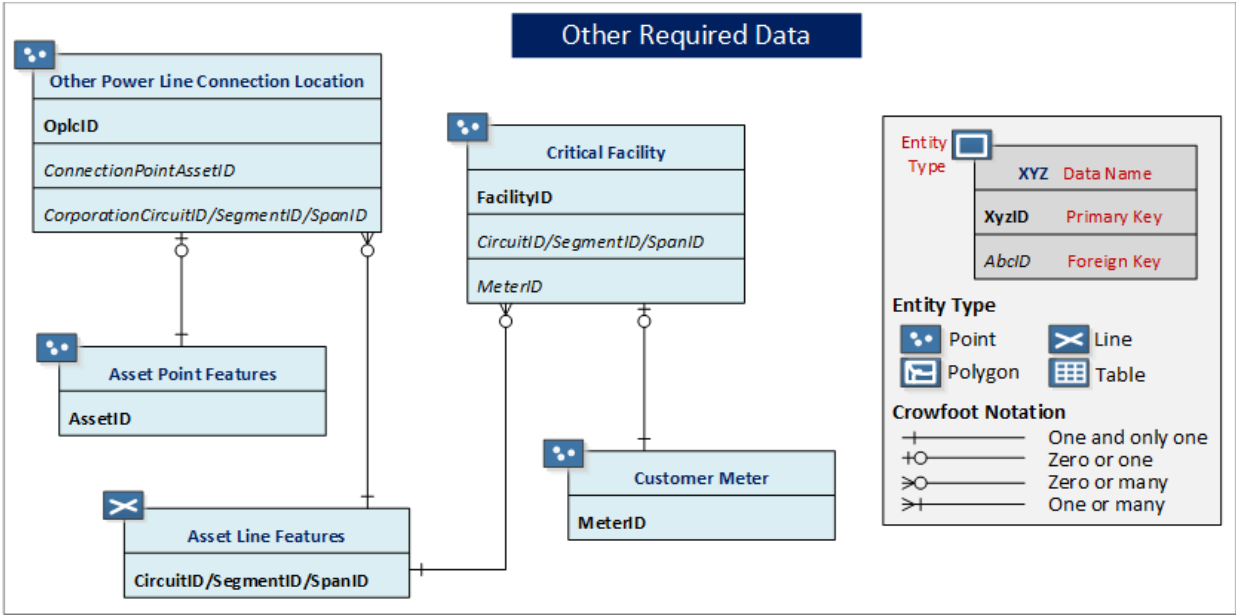 Other Required Data
Other Power Line Connection Location
OplcID
ConnectionPointAssetID
CorporationCircuitID/SegmentID/SpanID
Asset Point Features
AssetID
Asset Line Features
CircuitID/SegmentID/SpanID
Critical Facility
FacilityID
CircuitID/SegmentID/SpanID
MeterID
Customer Meter
MeterID
Entity
Type
XYZ Data Name
XyzID Primary Key
AbcID Foreign Key
Entity Type
Point Line
Polygon Table
Crowfoot Notation
One and only one
Zero or one
Zero or many
One or many